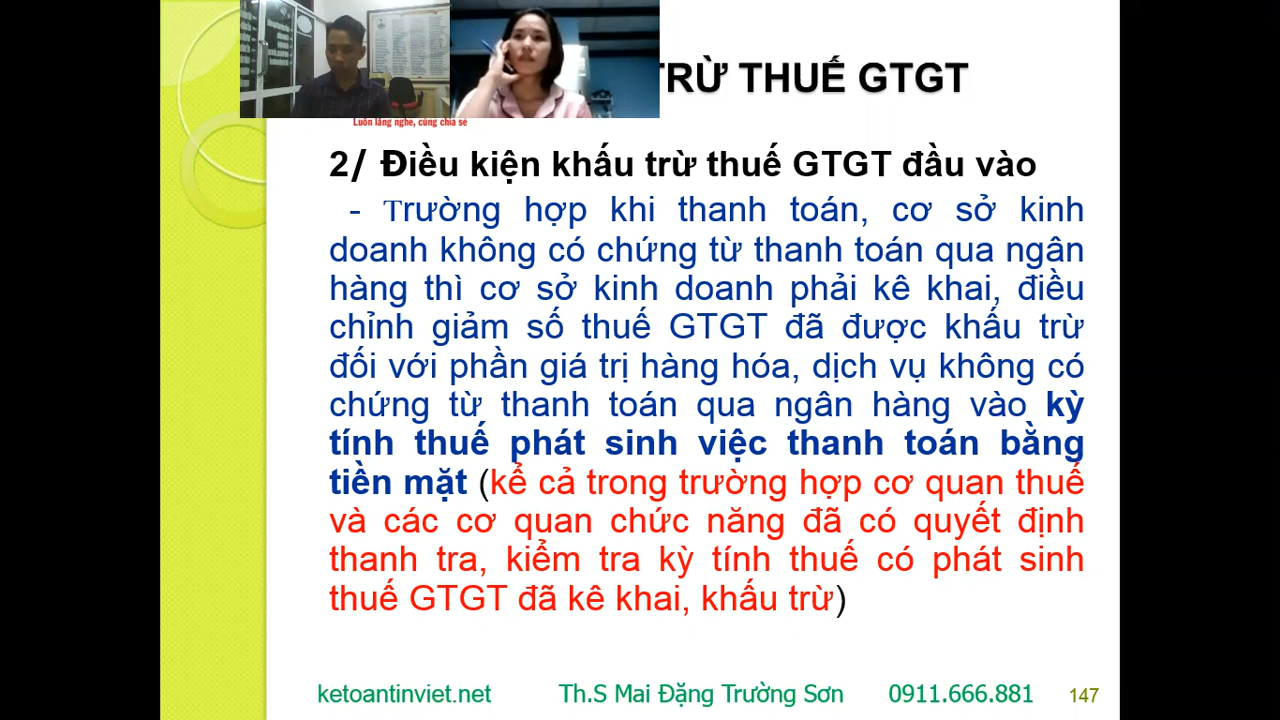 TRỪ THUẾ GTGT
Luôn lắng nghe, cùng chia sẻ
2/ Điều kiện khấu trừ thuế GTGT đầu vào
- Trường hợp khi thanh toán, cơ sở kinh
doanh không có chứng từ thanh toán qua ngân
hàng thì cơ sở kinh doanh phải kê khai, điều
chỉnh giảm số thuế GTGT đã được khấu trừ
đối với phần giá trị hàng hóa, dịch vụ không có
chứng từ thanh toán qua ngân hàng vào kỳ
tính thuế phát sinh việc thanh toán bằng
tiền mặt (kể cả trong trường hợp cơ quan thuế
và các cơ quan chức năng đã có quyết định
thanh tra, kiểm tra kỳ tính thuế có phát sinh
thuế GTGT đã kê khai, khấu trừ)
ketoantinviet.net Th.S Mai Đặng Trường Sơn 0911.666.881 147